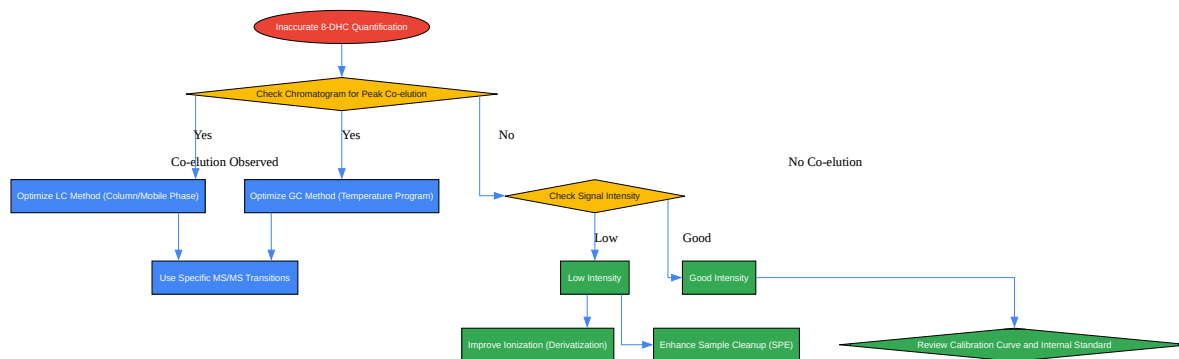 Inaccurate 8-DHC Quantification
Check Chromatogram for Peak Co-elution
Yes
Yes
No
Co-elution Observed
No Co-elution
Optimize LC Method (Column/Mobile Phase)
Optimize GC Method (Temperature Program)
Check Signal Intensity
Low
Good
Use Specific MS/MS Transitions
Low Intensity
Good Intensity
Improve Ionization (Derivatization)
Enhance Sample Cleanup (SPE)
Review Calibration Curve and Internal Standard